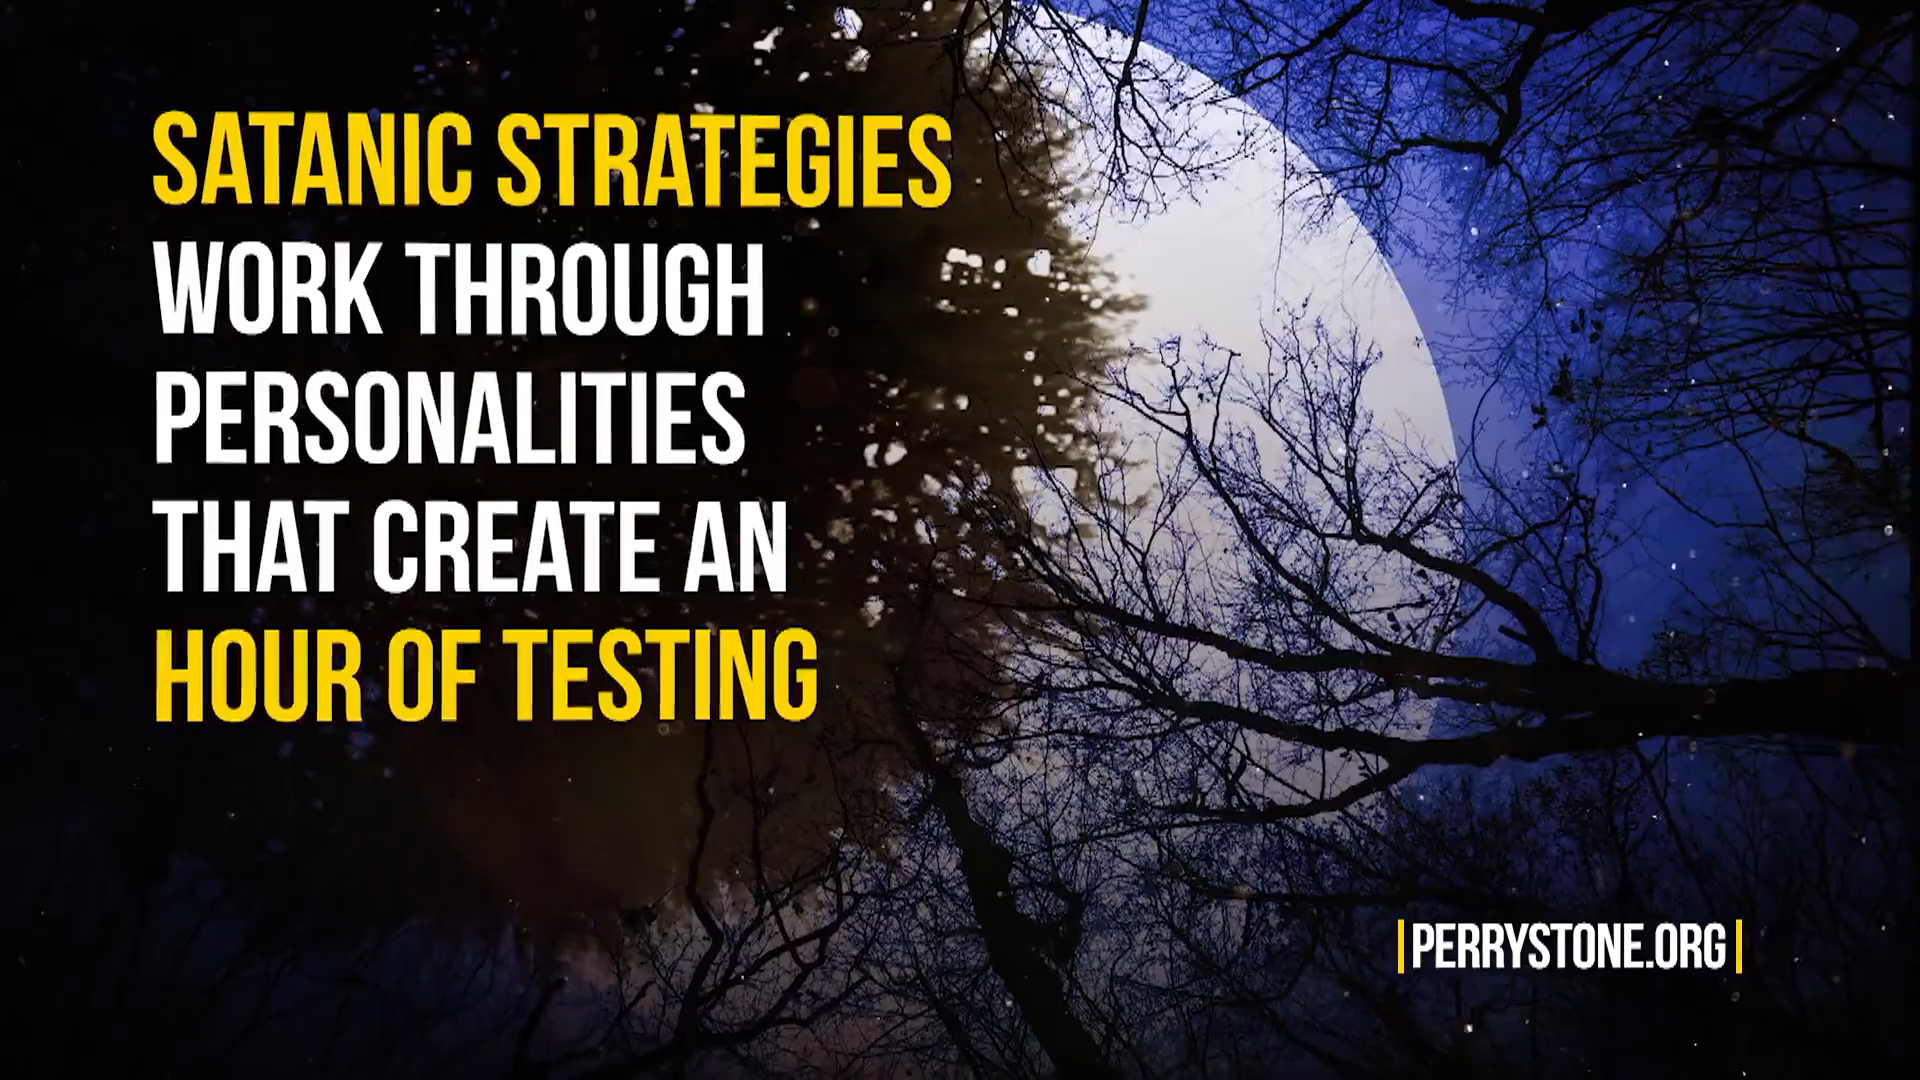 SATANIC STRATEGIES
WORK THROUGH
PERSONALITIES
THAT CREATE AN
HOUR OF TESTING
|PERRYSTONE.ORG|